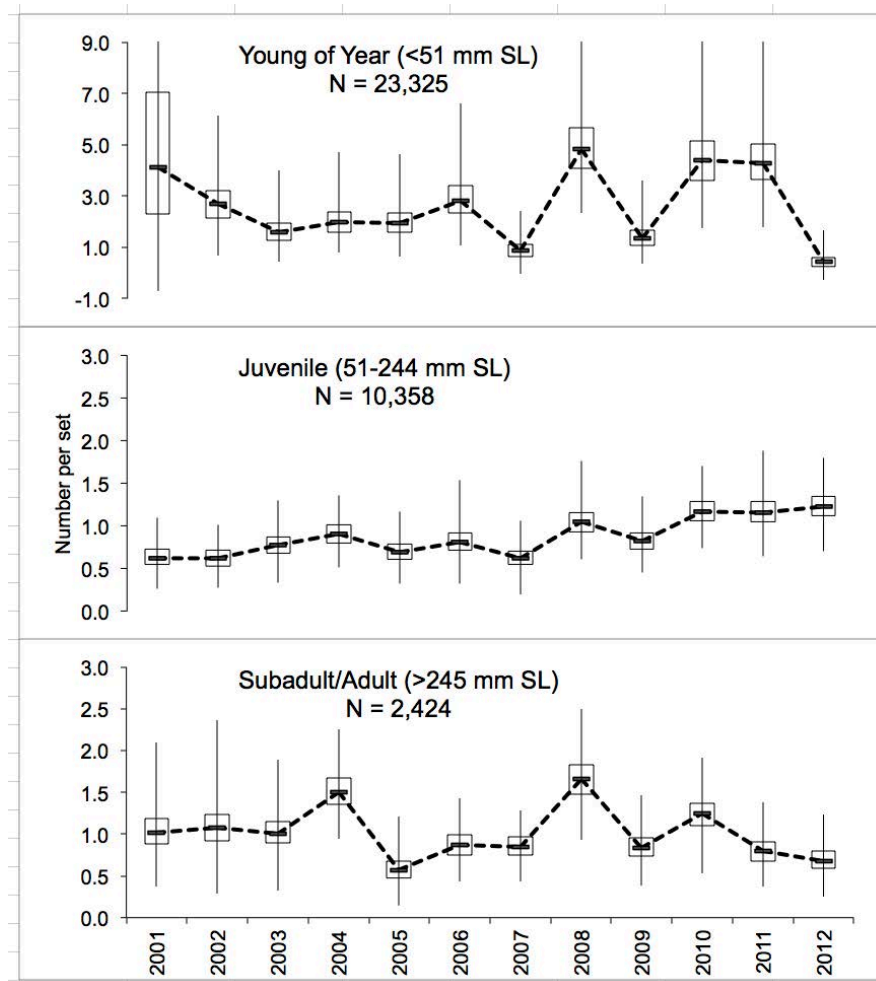 Young of Year (<51 mm SL)
N = 23,325
9.0
7.0
5.0
3.0
1.0
-1.0
Juvenile (51-244 mm SL)
N = 10,358
Number per set
3.0
2.5
2.0
1.5
1.0
0.5
0.0
Subadult/Adult (>245 mm SL)
N = 2,424
3.0
2.5
2.0
1.5
1.0
0.5
0.0
2001 2002 2003 2004 2005 2006 2007 2008 2009 2010 2011 2012